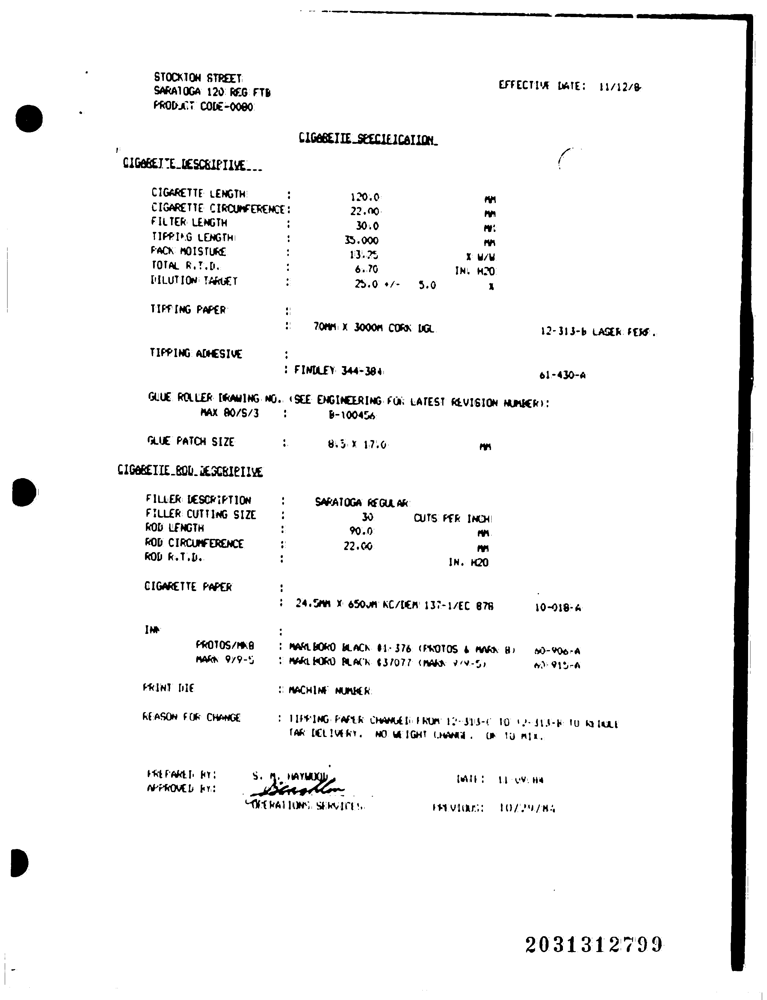 STOCKTON STREET
SARATOGA 120 REG FTB
PRODUCT CODE-0080
EFFECTIVE DATE: 11/12/8
CIGARETTE SPECIFICATION
CIGARETTE DESCRIPTIVE
CIGARETTE LENGTH : 120.0 MM
CIGARETTE CIRCUMFERENCE: 22.00 MM
FILTER LENGTH : 30.0 MM
TIPPING LENGTH : 35.000 MM
PACK MOISTURE : 13.75 % W/W
TOTAL R.T.D. : 6.70 IN. H2O
DILUTION TARGET : 25.0 +/- 5.0 %
TIPPING PAPER :
: 70MM X 3000M CORK DGL 12-313-B LASER PERF.
TIPPING ADHESIVE :
: FINDLEY 344-384 61-430-A
GLUE ROLLER DRAWING NO. (SEE ENGINEERING FOR LATEST REVISION NUMBER):
MAX 80/S/3 : B-100456
GLUE PATCH SIZE : 8.5 X 17.0 MM
CIGARETTE ROD DESCRIPTIVE
FILLER DESCRIPTION : SARATOGA REGULAR
FILLER CUTTING SIZE : 30 CUTS PER INCH
ROD LENGTH : 90.0 MM
ROD CIRCUMFERENCE : 22.00 MM
ROD R.T.D. : IN. H2O
CIGARETTE PAPER :
: 24.5MM X 6500M KC/DEM 137-1/EC 878 10-018-A
INK :
PROTOS/MK8 : MARLBORO BLACK #1-376 (PROTOS & MARK 8) 60-906-A
MARK 9/9-5 : MARLBORO BLACK #37077 (MARK 9/9-5) 60-915-A
PRINT DIE : MACHINE NUMBER
REASON FOR CHANGE : TIPPING PAPER CHANGED FROM 12-313-C TO 12-313-B TO REDUCE
TAR DELIVERY. NO WEIGHT CHANGE. OK TO MIX.
PREPARED BY: S. M. HAYWOOD DATE: 11/09/84
APPROVED BY:
OPERATIONS SERVICES PREVIOUS: 10/29/84
2031312799